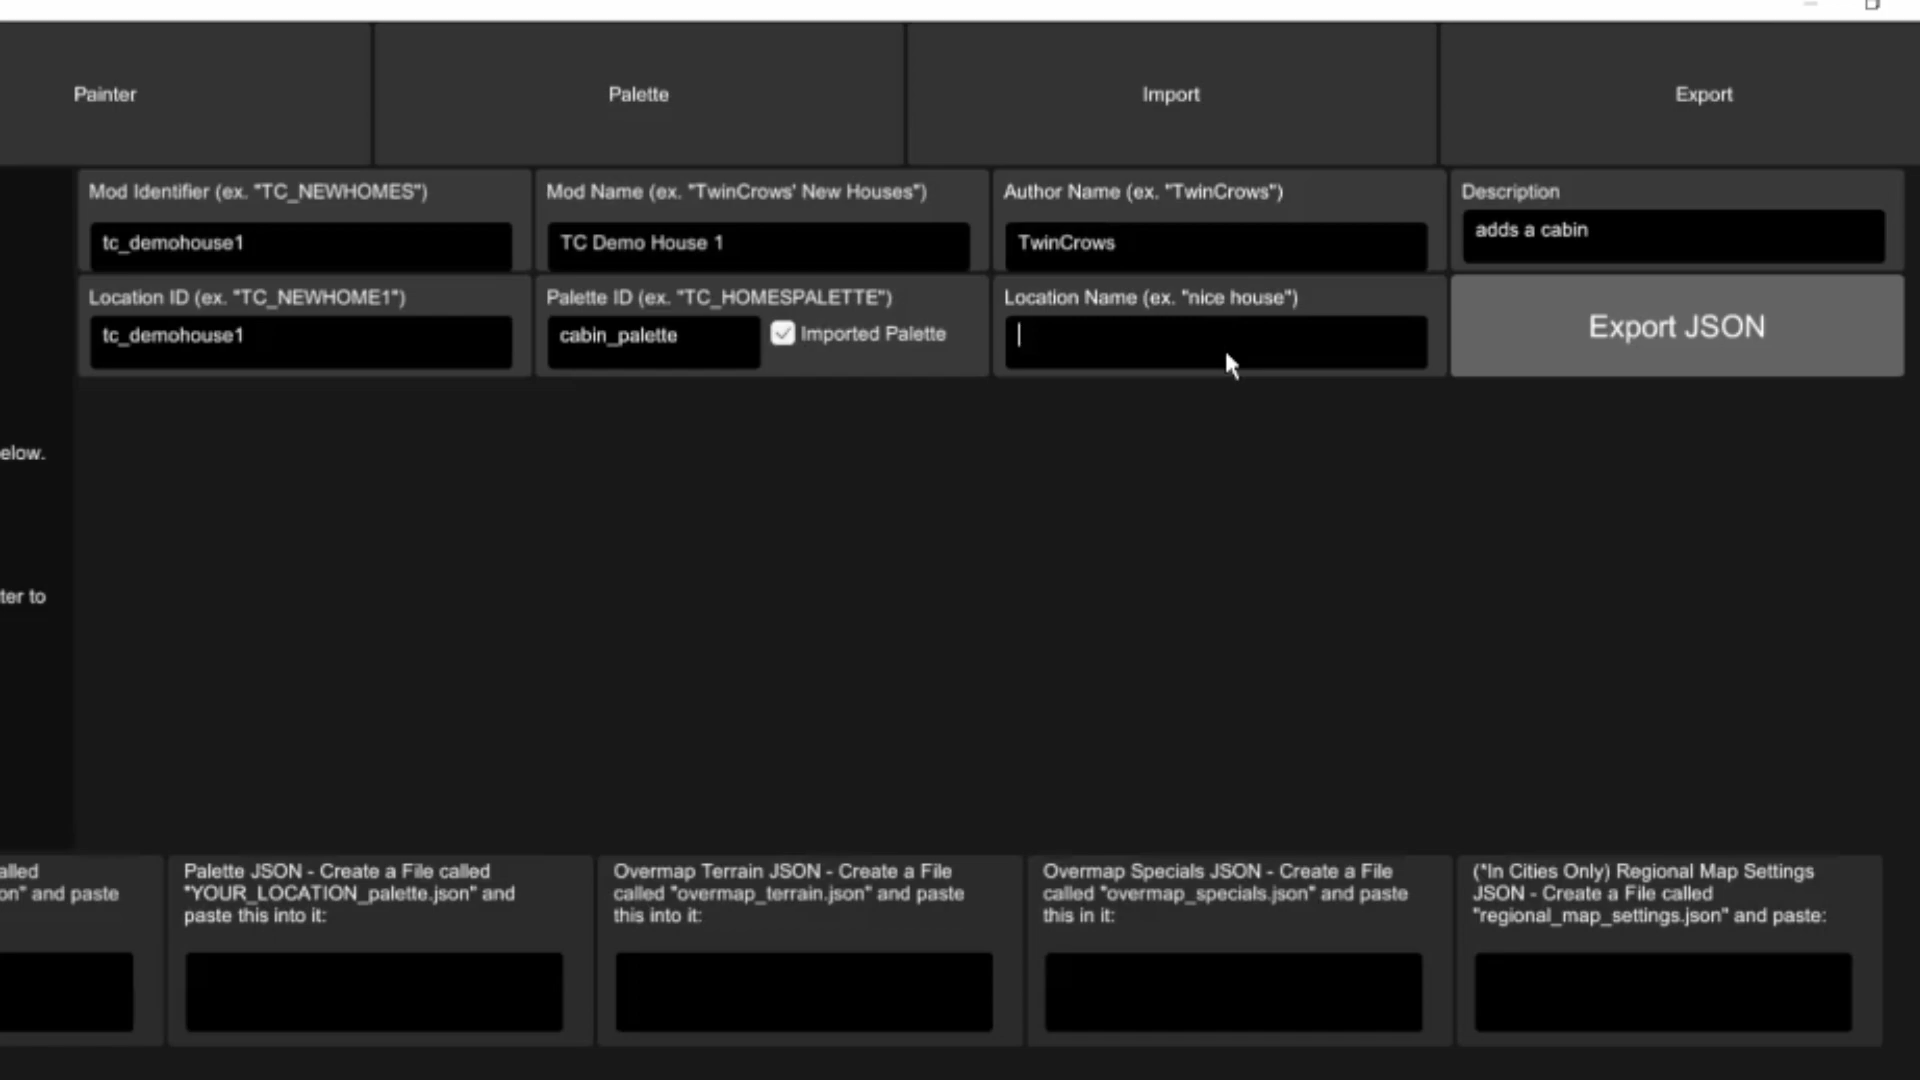 Painter
Palette
Import
Export
Mod Identifier (ex. "TC_NEWHOMES")
Mod Name (ex. "TwinCrows' New Houses")
Author Name (ex. "TwinCrows")
Description
tc_demohouse1
TC Demo House 1
TwinCrows
adds a cabin
Location ID (ex. "TC_NEWHOME1")
Palette ID (ex. "TC_HOMESPALETTE")
Location Name (ex. "nice house")
Export JSON
tc_demohouse1
cabin_palette
Imported Palette
elow.
ter to
alled
on" and paste
Palette JSON - Create a File called
"YOUR_LOCATION_palette.json" and
paste this into it:
Overmap Terrain JSON - Create a File
called "overmap_terrain.json" and paste
this into it:
Overmap Specials JSON - Create a File
called "overmap_specials.json" and paste
this in it:
(*In Cities Only) Regional Map Settings
JSON - Create a File called
"regional_map_settings.json" and paste: